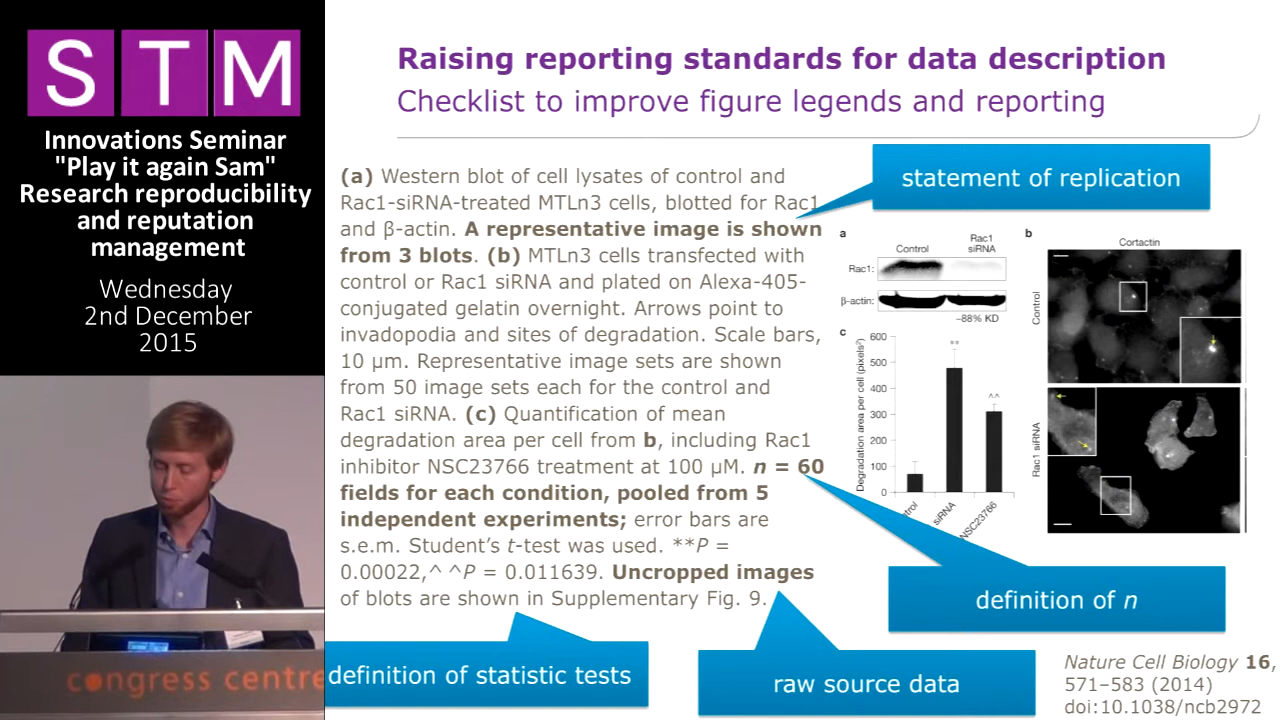 STM
Innovations Seminar
"Play it again Sam"
Research reproducibility
and reputation
management
Wednesday
2nd December
2015
congress centre
Raising reporting standards for data description
Checklist to improve figure legends and reporting
(a) Western blot of cell lysates of control and
Rac1-siRNA-treated MTLn3 cells, blotted for Rac1
and β-actin. A representative image is shown
from 3 blots. (b) MTLn3 cells transfected with
control or Rac1 siRNA and plated on Alexa-405-
conjugated gelatin overnight. Arrows point to
invadopodia and sites of degradation. Scale bars,
10 μm. Representative image sets are shown
from 50 image sets each for the control and
Rac1 siRNA. (c) Quantification of mean
degradation area per cell from b, including Rac1
inhibitor NSC23766 treatment at 100 μM. n = 60
fields for each condition, pooled from 5
independent experiments; error bars are
s.e.m. Student’s t-test was used. **P =
0.00022,^ ^P = 0.011639. Uncropped images
of blots are shown in Supplementary Fig. 9.
statement of replication
a
Control
Rac1
siRNA
Rac1:
β-actin:
~88% KD
b
Cortactin
Control
Rac1 siRNA
c
Degradation area per cell (pixels²)
600
500
400
300
200
100
0
**
^^
ntrol
siRNA
NSC23766
definition of n
definition of statistic tests
raw source data
Nature Cell Biology 16,
571–583 (2014)
doi:10.1038/ncb2972